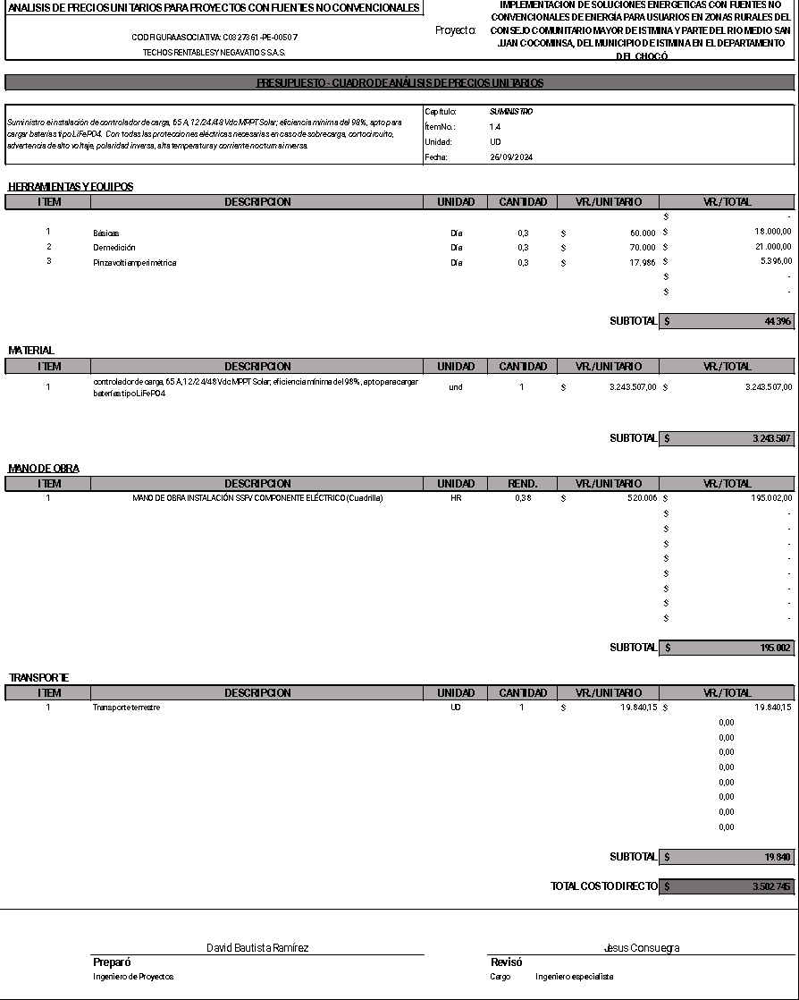 ANALISIS DE PRECIOS UNITARIOS PARA PROYECTOS CON FUENTES NO CONVENCIONALES
COD FIGURA ASOCIATIVA: C0327361-PE-00507
TECHOS RENTABLES Y NEGAVATIOS S.A.S.
Proyecto:
IMPLEMENTACION DE SOLUCIONES ENERGETICAS CON FUENTES NO
CONVENCIONALES DE ENERGÍA PARA USUARIOS EN ZONAS RURALES DEL
CONSEJO COMUNITARIO MAYOR DE ISTMINA Y PARTE DEL RIO MEDIO SAN
JUAN COCOMINSA, DEL MUNICIPIO DE ISTMINA EN EL DEPARTAMENTO
DEL CHOCÓ
PRESUPUESTO - CUADRO DE ANÁLISIS DE PRECIOS UNITARIOS
Suministro e instalación de controlador de carga, 65 A, 12/24/48 Vdc MPPT Solar; eficiencia mínima del 98%, apto para
cargar baterías tipo LiFePO4. Con todas las protecciones eléctricas necesarias en caso de sobrecarga, cortocircuito,
advertencia de alto voltaje, polaridad inversa, alta temperatura y corriente nocturna inversa.
Capítulo: SUMINISTRO
Ítem No.: 1.4
Unidad: UD
Fecha: 26/09/2024
HERRAMIENTAS Y EQUIPOS
ITEM DESCRIPCION UNIDAD CANTIDAD VR./UNITARIO VR./TOTAL
$ -
1 Básicas Día 0,3 $ 60.000 $ 18.000,00
2 De medición Día 0,3 $ 70.000 $ 21.000,00
3 Pinza voltiamperimétrica Día 0,3 $ 17.986 $ 5.396,00
$ -
$ -
SUBTOTAL $ 44.396
MATERIAL
ITEM DESCRIPCION UNIDAD CANTIDAD VR./UNITARIO VR./TOTAL
1 controlador de carga, 65 A, 12/24/48 Vdc MPPT Solar; eficiencia mínima del 98%, apto para cargar
baterías tipo LiFePO4 und 1 $ 3.243.507,00 $ 3.243.507,00
SUBTOTAL $ 3.243.507
MANO DE OBRA
ITEM DESCRIPCION UNIDAD REND. VR./UNITARIO VR./TOTAL
1 MANO DE OBRA INSTALACIÓN SSFV COMPONENTE ELÉCTRICO (Cuadrilla) HR 0,38 $ 520.006 $ 195.002,00
$ -
$ -
$ -
$ -
$ -
$ -
$ -
$ -
SUBTOTAL $ 195.002
TRANSPORTE
ITEM DESCRIPCION UNIDAD CANTIDAD VR./UNITARIO VR./TOTAL
1 Transporte terrestre UD 1 $ 19.840,15 $ 19.840,15
0,00
0,00
0,00
0,00
0,00
0,00
0,00
0,00
SUBTOTAL $ 19.840
TOTAL COSTO DIRECTO $ 3.502.745
David Bautista Ramírez Jesus Consuegra
Preparó Revisó
Ingeniero de Proyectos Cargo Ingeniero especialista